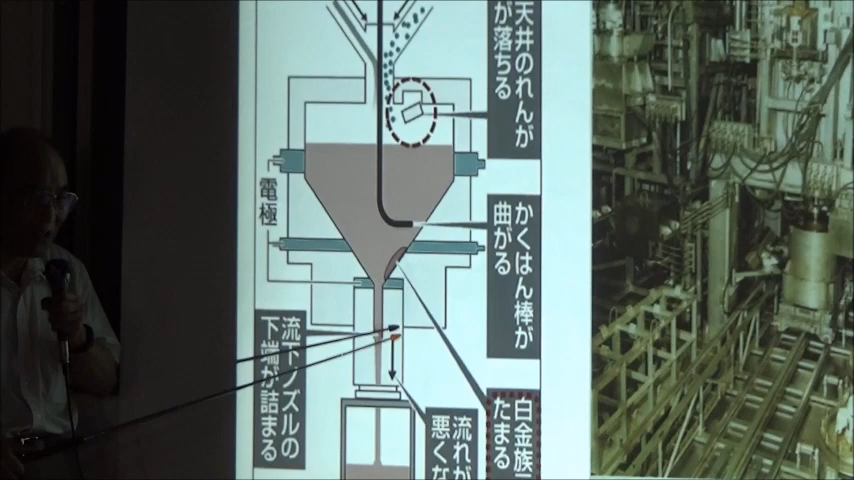 天井のれんが
が落ちる
電極
かくはん棒が
曲がる
流下ノズルの
下端が詰まる
白金族
たまる
流れが
悪くな